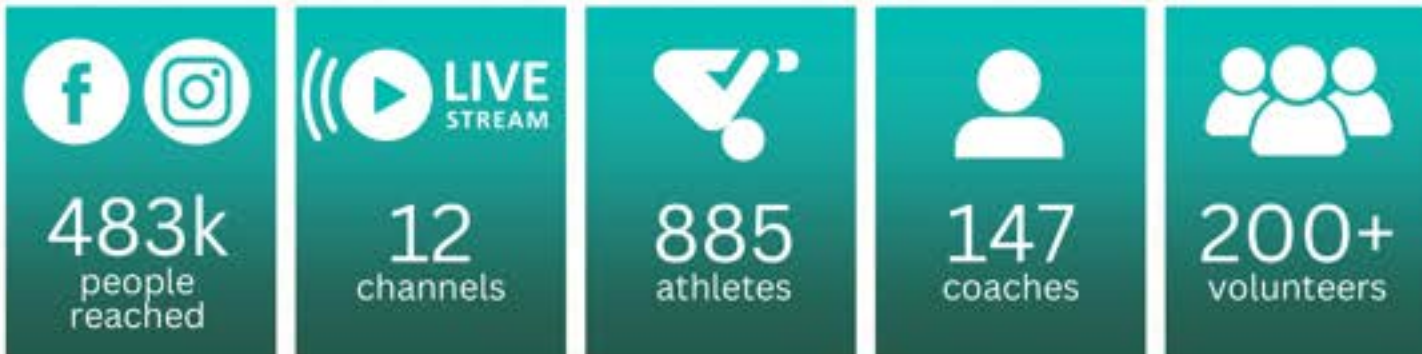 LIVE
STREAM
483k
people
reached
12
channels
885
athletes
147
coaches
200+
volunteers